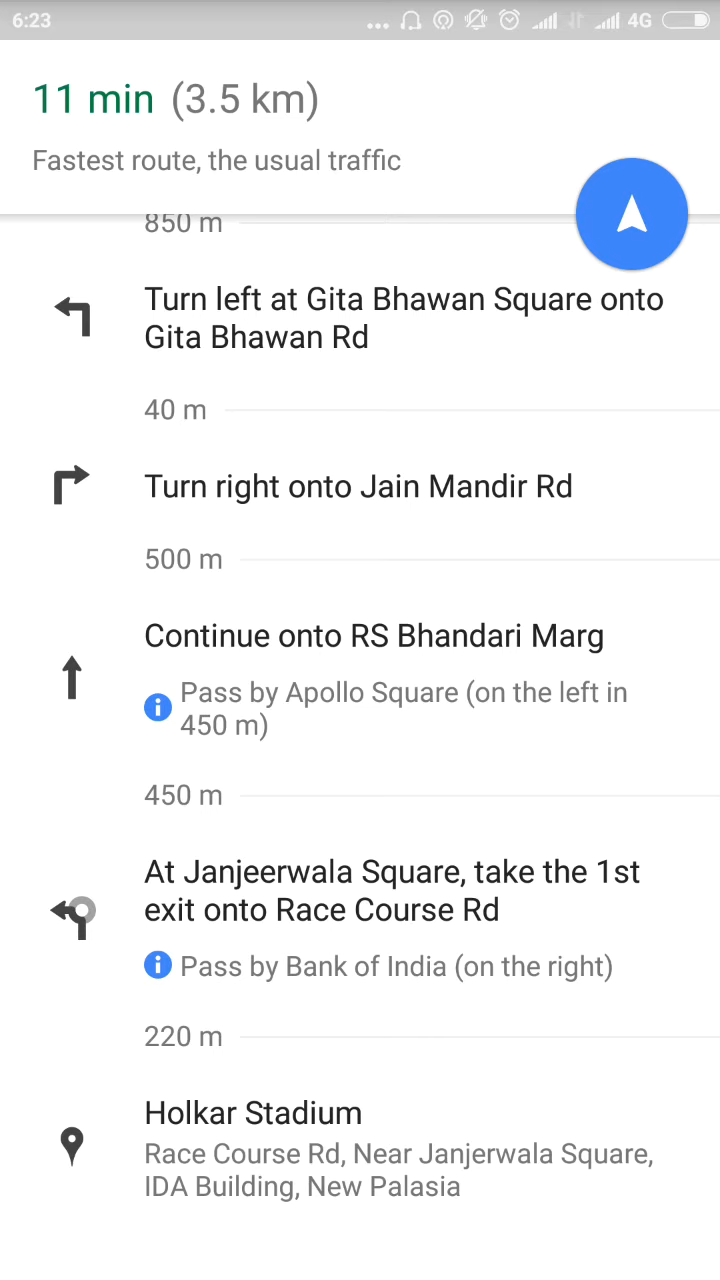 6:23
4G
11 min (3.5 km)
Fastest route, the usual traffic
850 m
Turn left at Gita Bhawan Square onto
Gita Bhawan Rd
40 m
Turn right onto Jain Mandir Rd
500 m
Continue onto RS Bhandari Marg
Pass by Apollo Square (on the left in
450 m)
450 m
At Janjeerwala Square, take the 1st
exit onto Race Course Rd
Pass by Bank of India (on the right)
220 m
Holkar Stadium
Race Course Rd, Near Janjerwala Square,
IDA Building, New Palasia